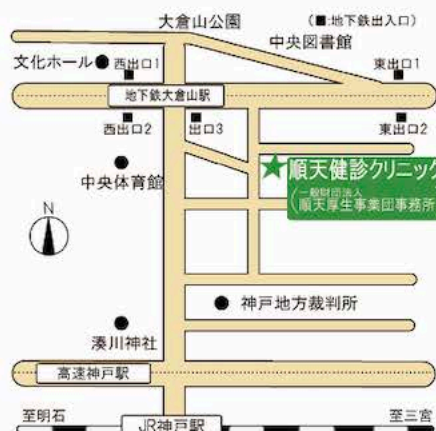 大倉山公園
(■:地下鉄出入口)
中央図書館
文化ホール
西出口1
東出口1
地下鉄大倉山駅
西出口2
出口3
東出口2
順天健診クリニック
一般財団法人
順天厚生事業団事務所
中央体育館
N
神戸地方裁判所
湊川神社
高速神戸駅
至明石
JR神戸駅
至三宮